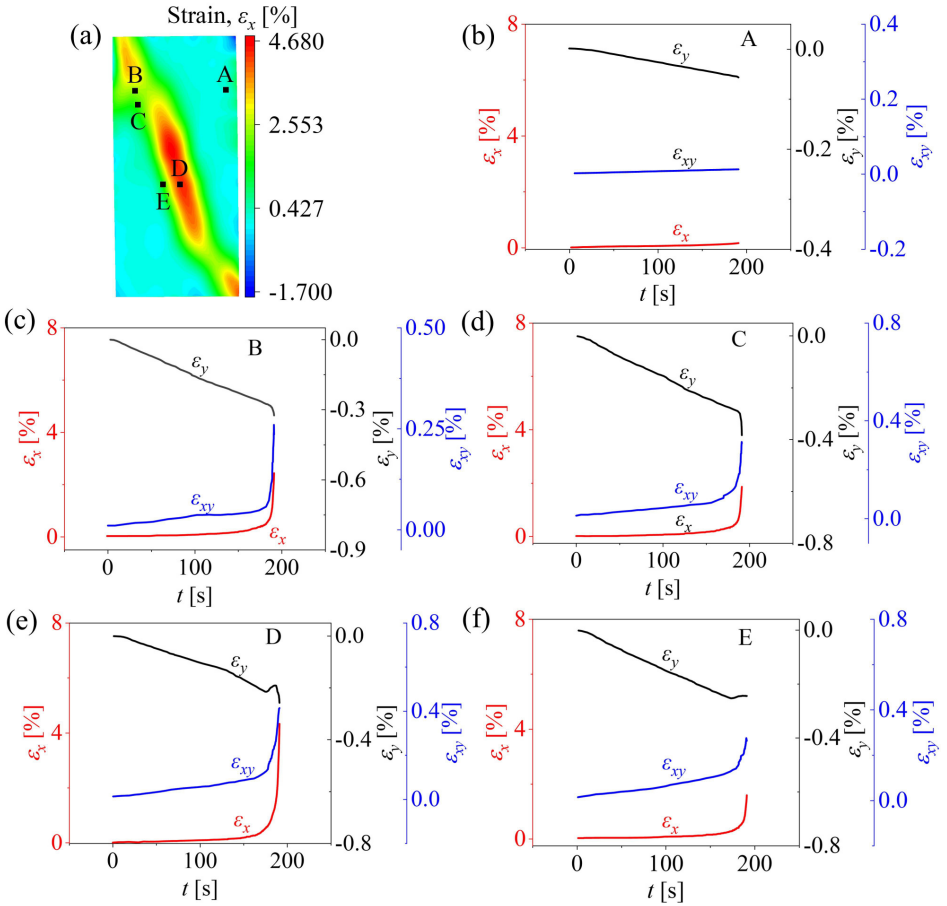 (a)
Strain, εx [%]
4.680
2.553
0.427
-1.700
A
B
C
D
E
(b)
A
8
4
0
εx [%]
0.0
-0.2
-0.4
εy [%]
0.4
0.2
0.0
-0.2
εxy [%]
εy
εxy
εx
0 100 200
t [s]
(c)
B
8
4
0
εx [%]
0.0
-0.3
-0.6
-0.9
εy [%]
0.50
0.25
0.00
εxy [%]
εy
εxy
εx
0 100 200
t [s]
(d)
C
8
4
0
εx [%]
0.0
-0.4
-0.8
εy [%]
0.8
0.4
0.0
εxy [%]
εy
εxy
εx
0 100 200
t [s]
(e)
D
8
4
0
εx [%]
0.0
-0.4
-0.8
εy [%]
0.8
0.4
0.0
εxy [%]
εy
εxy
εx
0 100 200
t [s]
(f)
E
8
4
0
εx [%]
0.0
-0.4
-0.8
εy [%]
0.8
0.4
0.0
εxy [%]
εy
εxy
εx
0 100 200
t [s]